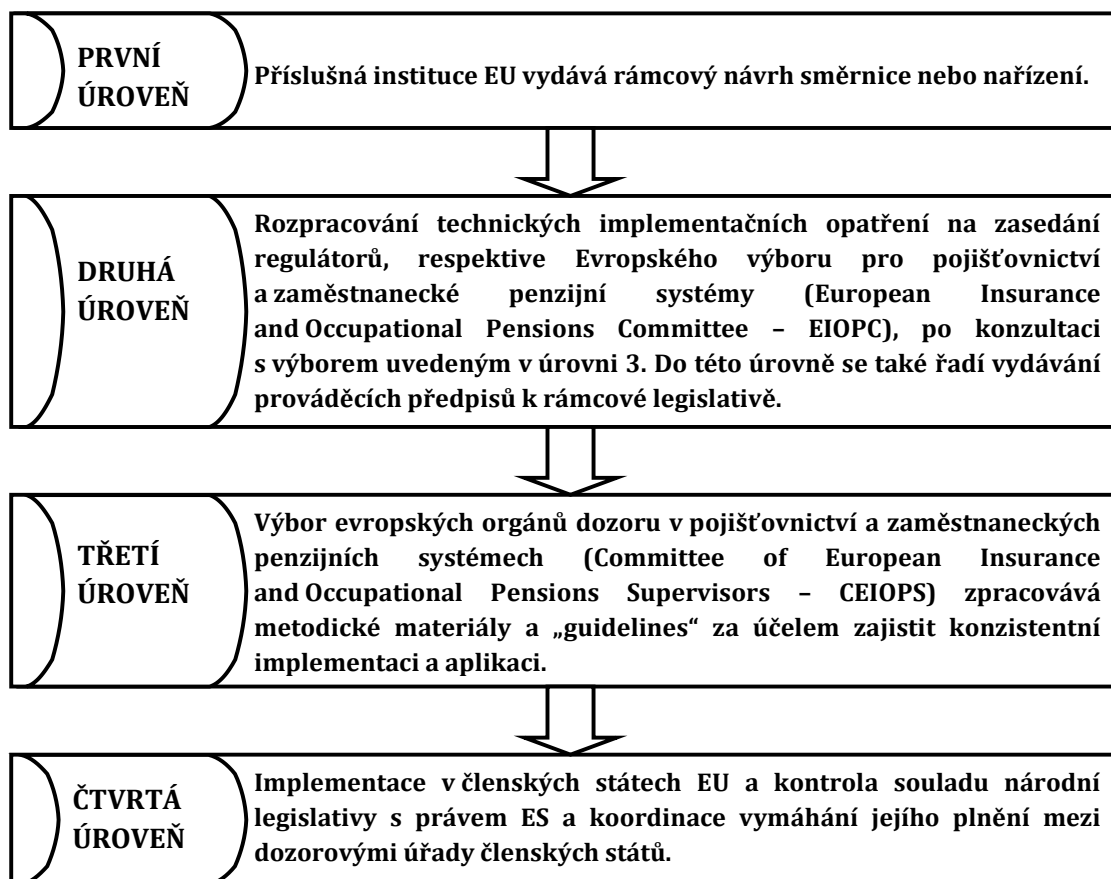 PRVNÍ
ÚROVEŇ
Příslušná instituce EU vydává rámcový návrh směrnice nebo nařízení.
DRUHÁ
ÚROVEŇ
Rozpracování technických implementačních opatření na zasedání
regulátorů, respektive Evropského výboru pro pojišťovnictví
a zaměstnanecké penzijní systémy (European Insurance
and Occupational Pensions Committee – EIOPC), po konzultaci
s výborem uvedeným v úrovni 3. Do této úrovně se také řadí vydávání
prováděcích předpisů k rámcové legislativě.
TŘETÍ
ÚROVEŇ
Výbor evropských orgánů dozoru v pojišťovnictví a zaměstnaneckých
penzijních systémech (Committee of European Insurance
and Occupational Pensions Supervisors – CEIOPS) zpracovává
metodické materiály a „guidelines“ za účelem zajistit konzistentní
implementaci a aplikaci.
ČTVRTÁ
ÚROVEŇ
Implementace v členských státech EU a kontrola souladu národní
legislativy s právem ES a koordinace vymáhání jejího plnění mezi
dozorovými úřady členských států.